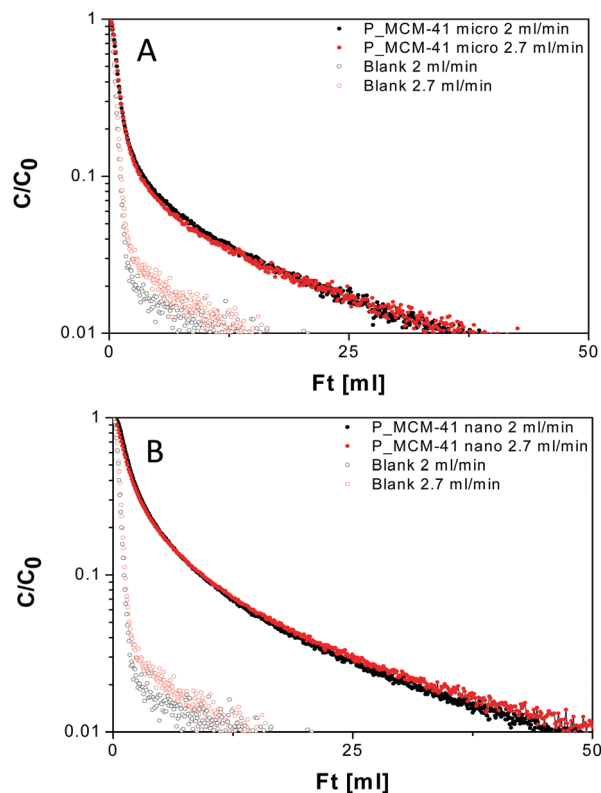 A
P_MCM-41 micro 2 ml/min
P_MCM-41 micro 2.7 ml/min
Blank 2 ml/min
Blank 2.7 ml/min
C/C0
1
0.1
0.01
0
25
50
Ft [ml]
B
P_MCM-41 nano 2 ml/min
P_MCM-41 nano 2.7 ml/min
Blank 2 ml/min
Blank 2.7 ml/min
C/C0
1
0.1
0.01
0
25
50
Ft [ml]